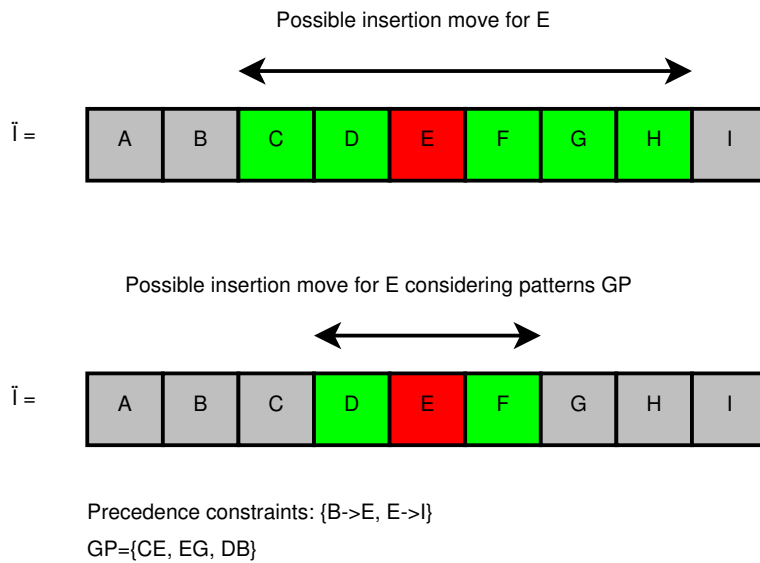 Possible insertion move for E
Ï = A B C D E F G H I
Possible insertion move for E considering patterns GP
Ï = A B C D E F G H I
Precedence constraints: {B->E, E->I}
GP={CE, EG, DB}